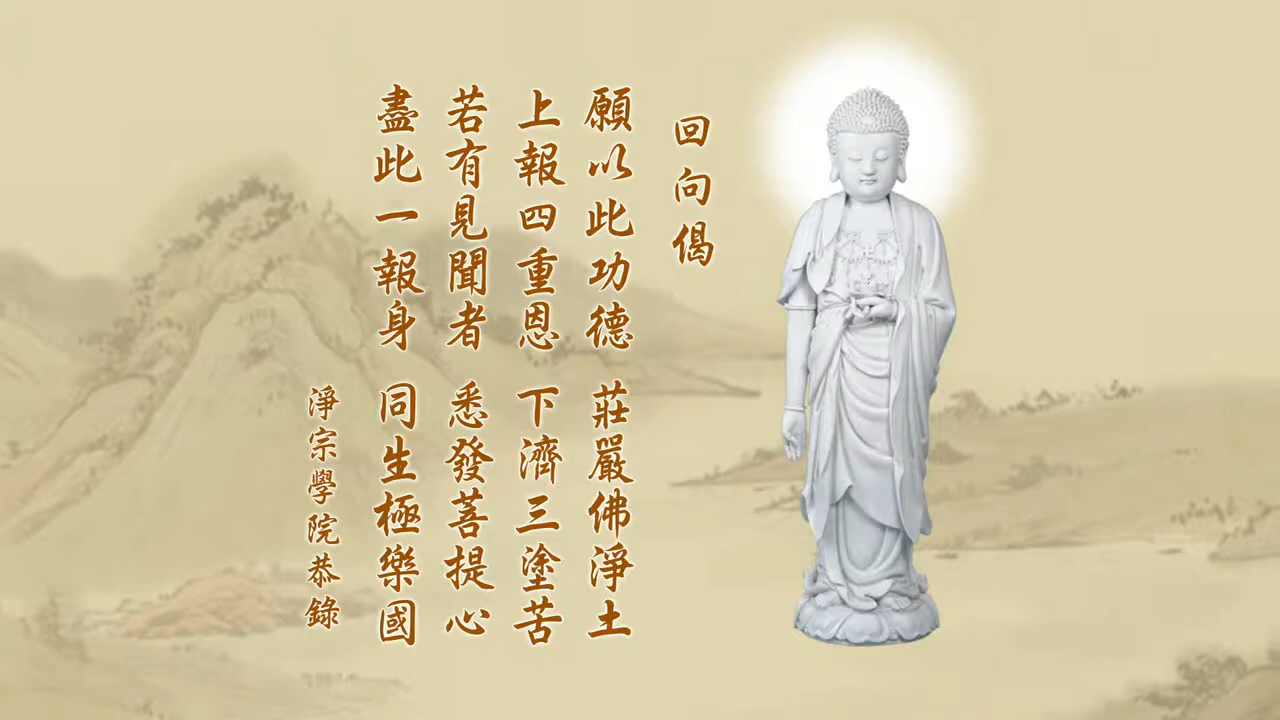 回向偈
願以此功德 莊嚴佛淨土
上報四重恩 下濟三塗苦
若有見聞者 悉發菩提心
盡此一報身 同生極樂國
淨宗學院恭錄